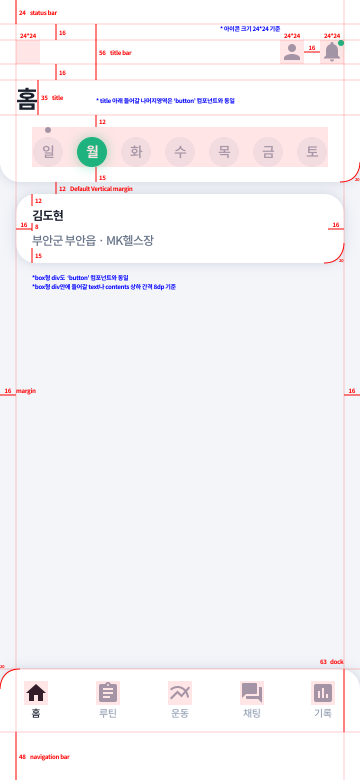 24 status bar
* 아이콘 크기 24*24 기준
24*24
16
24*24
24*24
56 title bar
16
16
홈
35 title
* title 아래 들어갈 나머지영역은 'button' 컴포넌트와 동일
12
일 월 화 수 목 금 토
15
20
12 Default Vertical margin
12
김도현
16
8
16
부안군 부안읍 · MK헬스장
15
20
*box형 div도 'button' 컴포넌트와 동일
*box형 div안에 들어갈 text나 contents 상하 간격 8dp 기준
16 margin
16
63 dock
20
홈 루틴 운동 채팅 기록
48 navigation bar